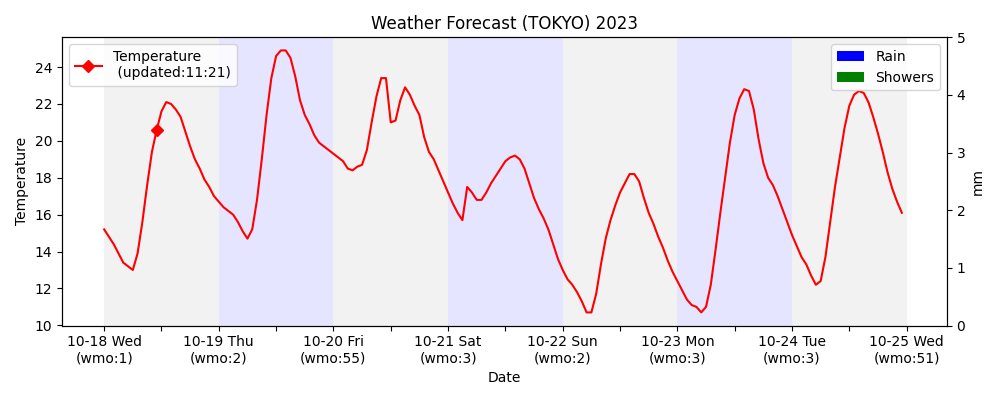 Weather Forecast (TOKYO) 2023
Temperature
(updated:11:21)
Rain
Showers
Temperature
24
22
20
18
16
14
12
10
5
4
3
2
1
0
mm
10-18 Wed
(wmo:1)
10-19 Thu
(wmo:2)
10-20 Fri
(wmo:55)
10-21 Sat
(wmo:3)
10-22 Sun
(wmo:2)
10-23 Mon
(wmo:3)
10-24 Tue
(wmo:3)
10-25 Wed
(wmo:51)
Date